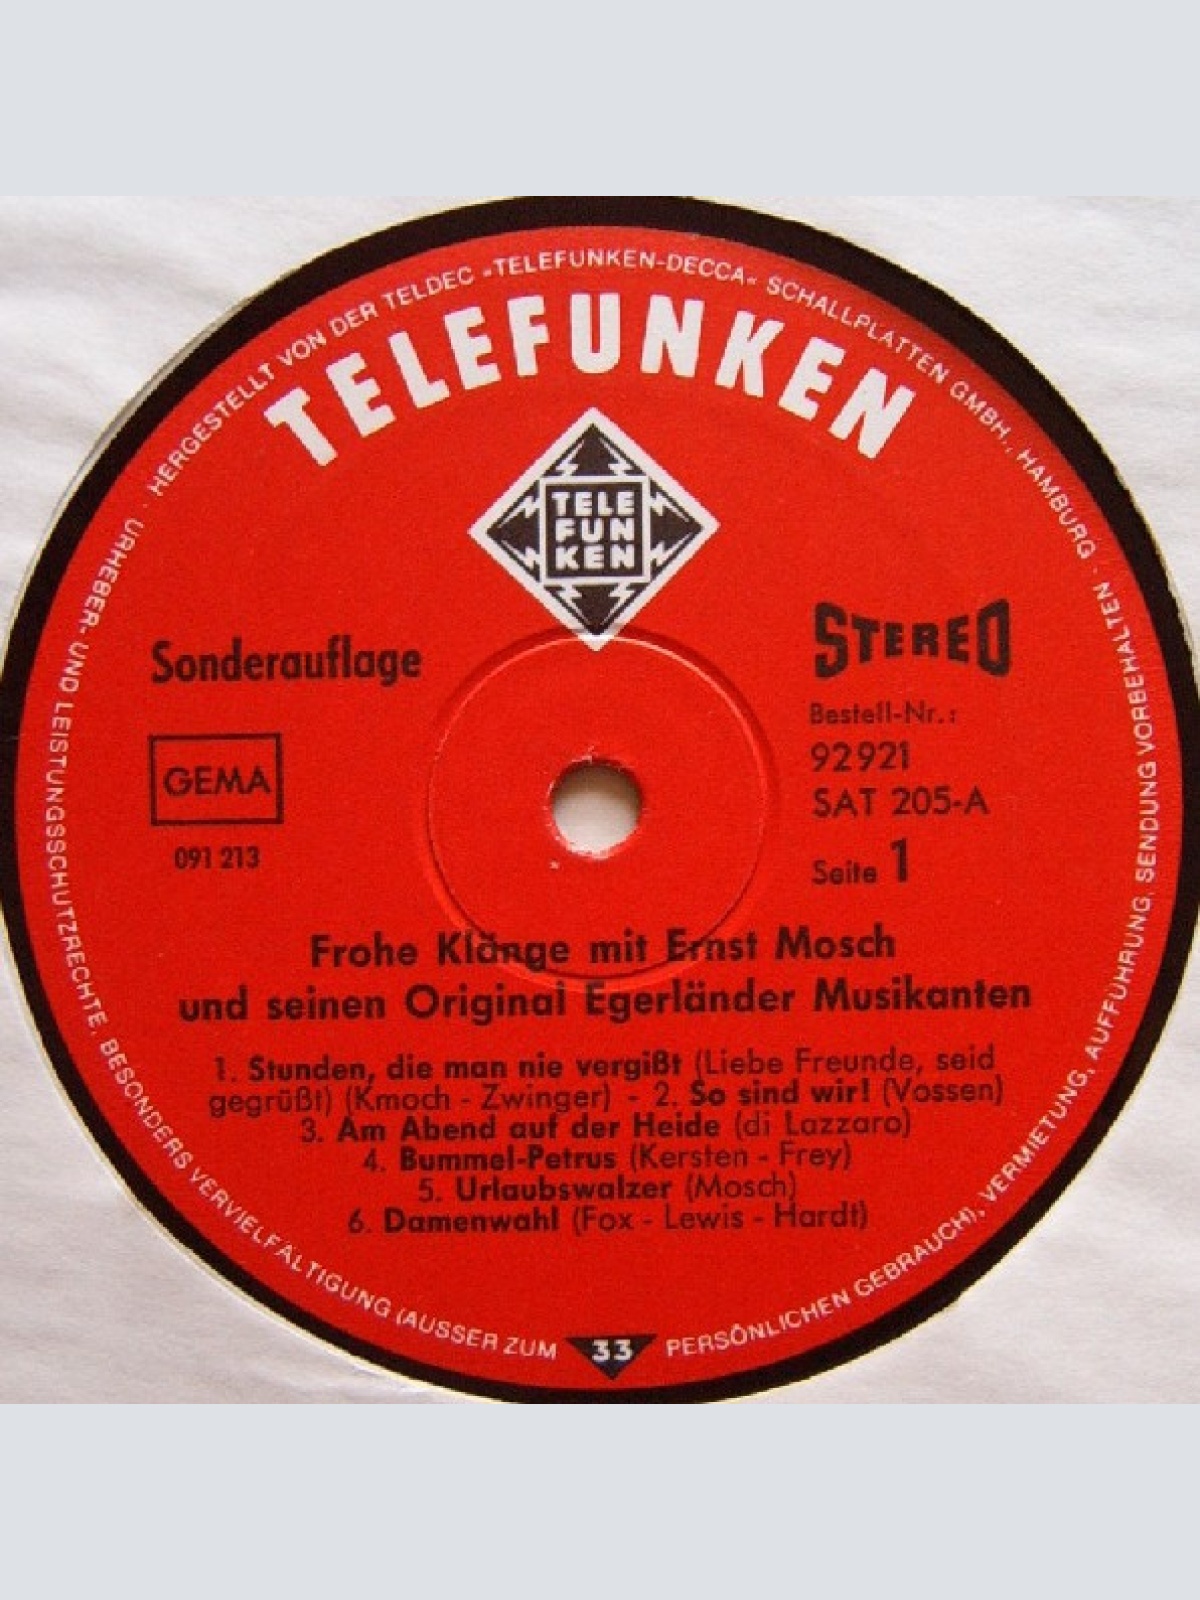 HERGESTELLT VON DER TELDEC »TELEFUNKEN-DECCA« SCHALLPLATTEN GMBH., HAMBURG · URHEBER- UND LEISTUNGSSCHUTZRECHTE, BESONDERS VERVIELFÄLTIGUNG (AUSSER ZUM PERSÖNLICHEN GEBRAUCH), VERMIETUNG, AUFFÜHRUNG, SENDUNG VORBEHALTEN ·
TELEFUNKEN
TELE
FUN
KEN
Sonderauflage
GEMA
091 213
STEREO
Bestell-Nr.:
92921
SAT 205-A
Seite 1
Frohe Klänge mit Ernst Mosch
und seinen Original Egerländer Musikanten
1. Stunden, die man nie vergißt (Liebe Freunde, seid
gegrüßt) (Kmoch - Zwinger) - 2. So sind wir! (Vossen)
3. Am Abend auf der Heide (di Lazzaro)
4. Bummel-Petrus (Kersten - Frey)
5. Urlaubswalzer (Mosch)
6. Damenwahl (Fox - Lewis - Hardt)
33